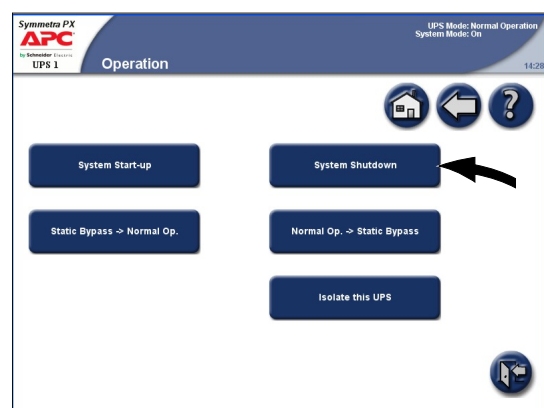 Symmetra PX
APC
by Schneider Electric
UPS 1
Operation
UPS Mode: Normal Operation
System Mode: On
14:28
?
System Start-up
System Shutdown
Static Bypass -> Normal Op.
Normal Op. -> Static Bypass
Isolate this UPS